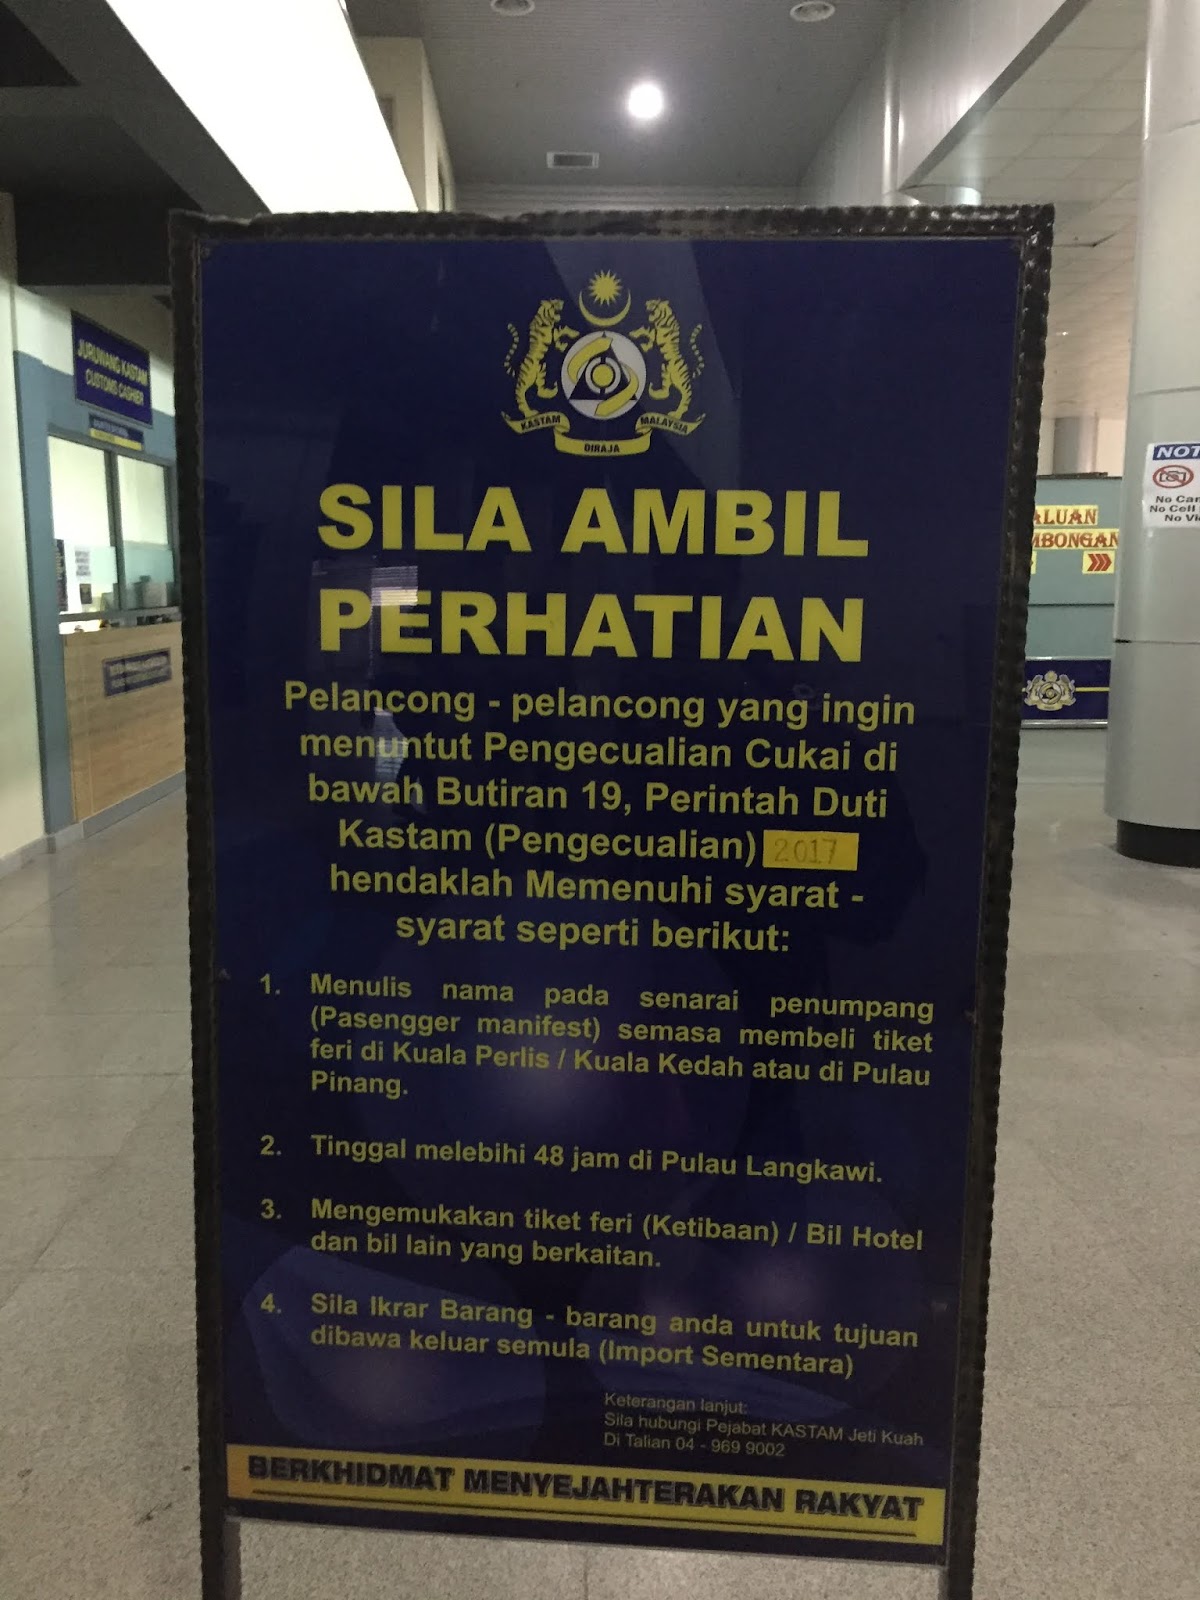 KASTAM DIRAJA MALAYSIA
SILA AMBIL
PERHATIAN
Pelancong - pelancong yang ingin
menuntut Pengecualian Cukai di
bawah Butiran 19, Perintah Duti
Kastam (Pengecualian) 2017
hendaklah Memenuhi syarat -
syarat seperti berikut:
1. Menulis nama pada senarai penumpang
(Pasengger manifest) semasa membeli tiket
feri di Kuala Perlis / Kuala Kedah atau di Pulau
Pinang.
2. Tinggal melebihi 48 jam di Pulau Langkawi.
3. Mengemukakan tiket feri (Ketibaan) / Bil Hotel
dan bil lain yang berkaitan.
4. Sila Ikrar Barang - barang anda untuk tujuan
dibawa keluar semula (Import Sementara)
Keterangan lanjut:
Sila hubungi Pejabat KASTAM Jeti Kuah
Di Talian 04 - 969 9002
BERKHIDMAT MENYEJAHTERAKAN RAKYAT
JURUWANG KASTAM
CUSTOMS CASHIER
ALUAN
MBONGAN
NOT
No Cam
No Cell
No Vi